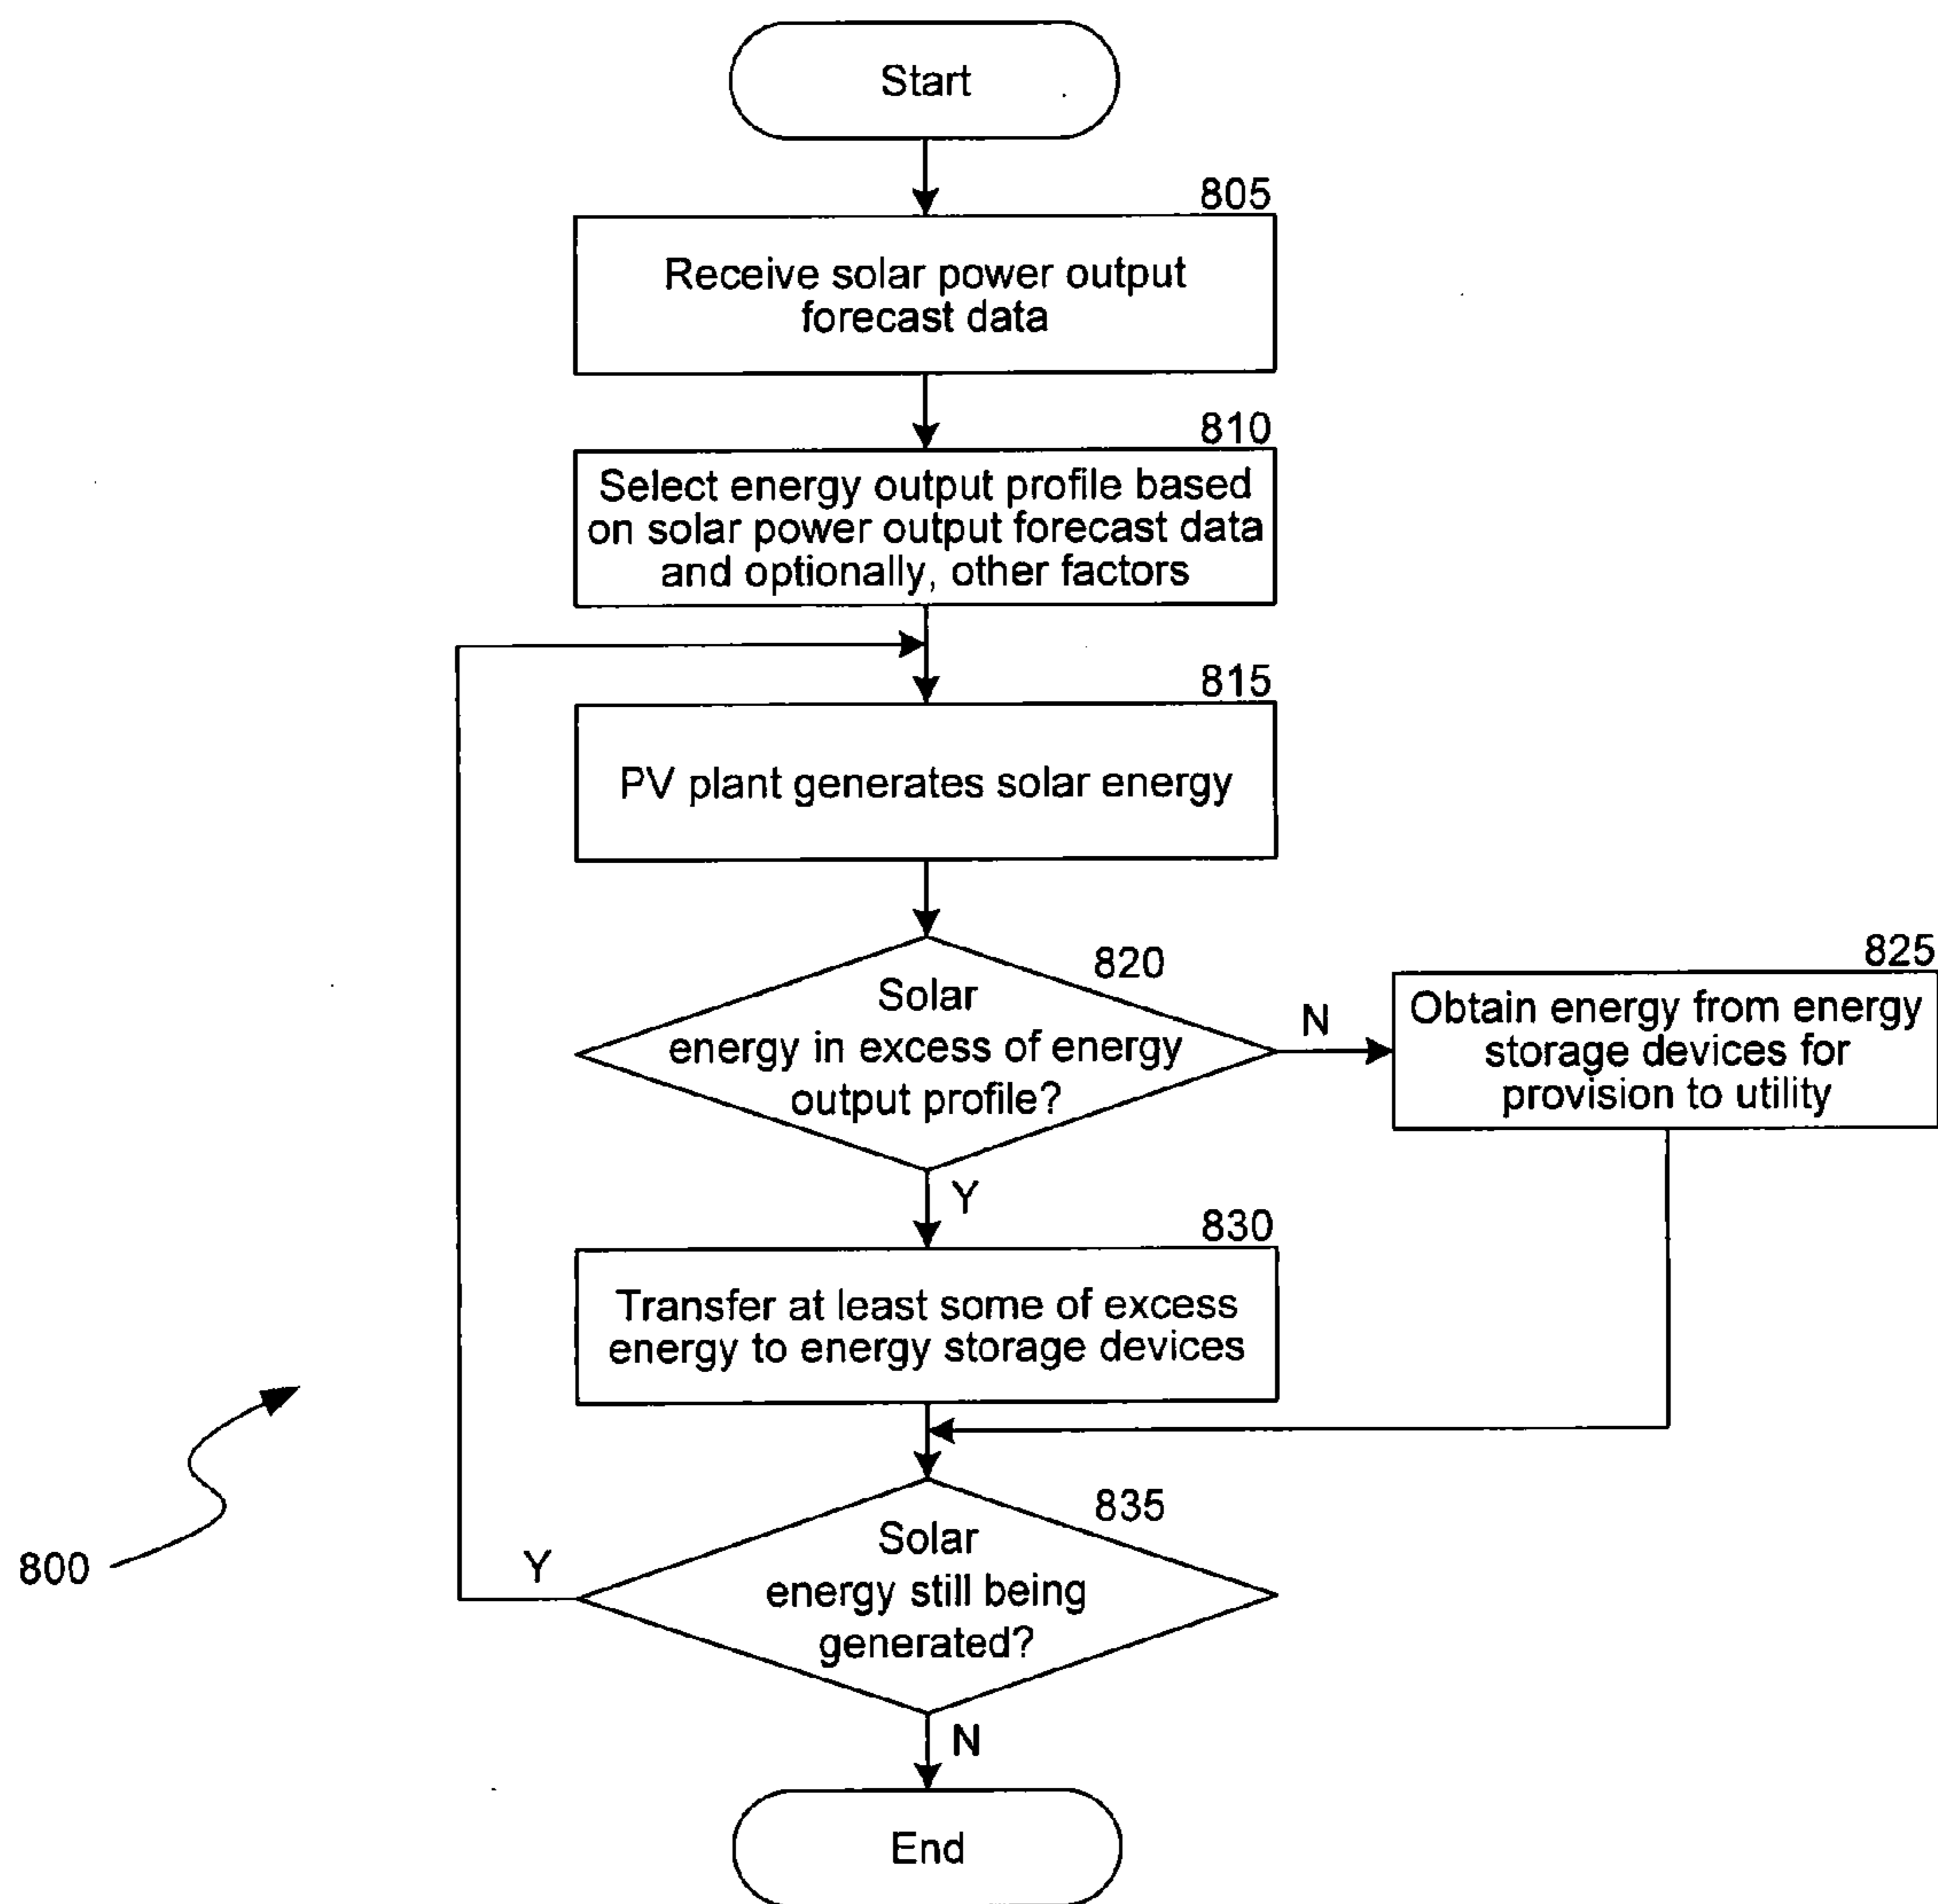 Start
805
Receive solar power output
forecast data
810
Select energy output profile based
on solar power output forecast data
and optionally, other factors
815
PV plant generates solar energy
820
Solar
energy in excess of energy
output profile?
N
825
Obtain energy from energy
storage devices for
provision to utility
Y
830
Transfer at least some of excess
energy to energy storage devices
835
Solar
energy still being
generated?
Y
800
N
End